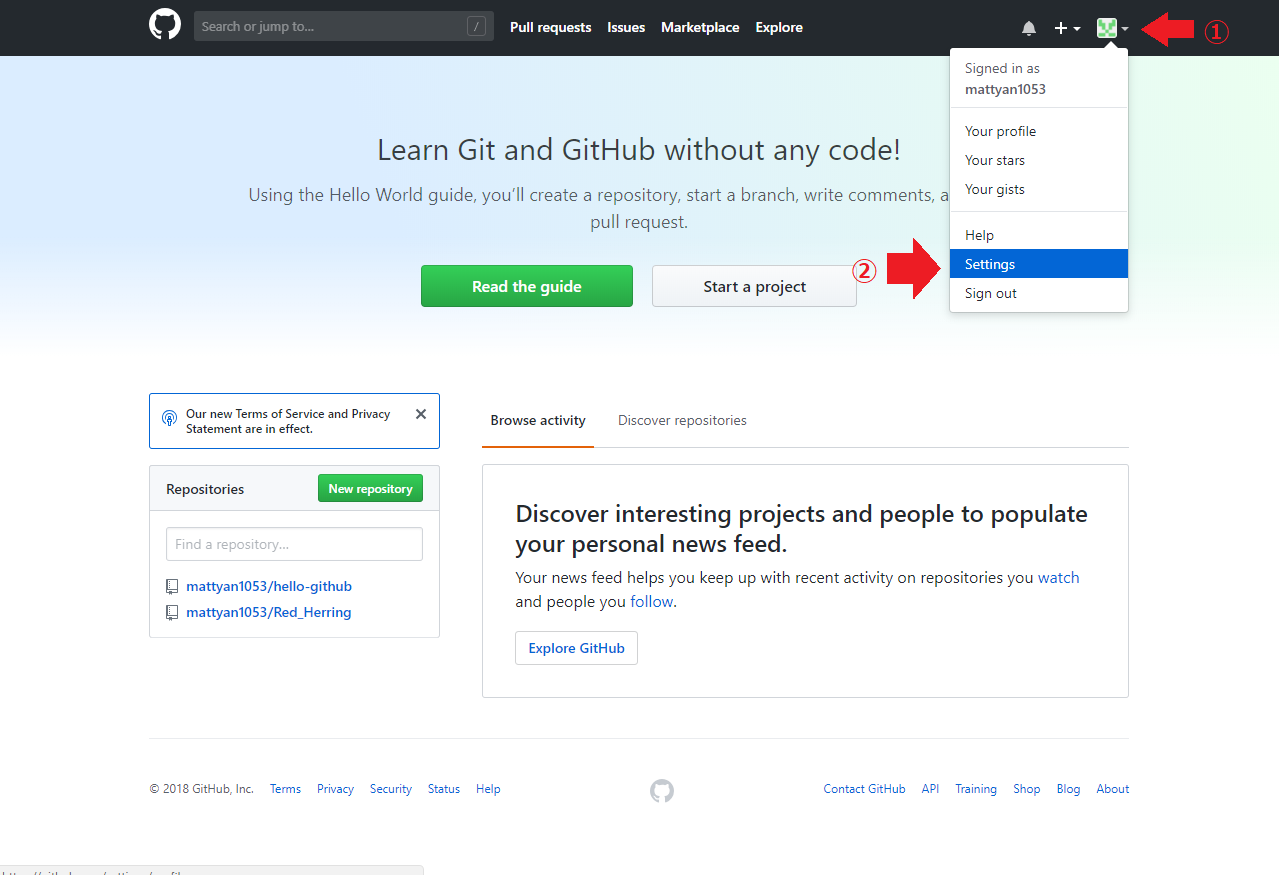 Search or jump to...
/
Pull requests
Issues
Marketplace
Explore
①
Signed in as
mattyan1053
Your profile
Your stars
Your gists
Help
Settings
Sign out
②
Learn Git and GitHub without any code!
Using the Hello World guide, you’ll create a repository, start a branch, write comments, a
pull request.
Read the guide
Start a project
Our new Terms of Service and Privacy
Statement are in effect.
Repositories
New repository
Find a repository...
mattyan1053/hello-github
mattyan1053/Red_Herring
Browse activity
Discover repositories
Discover interesting projects and people to populate
your personal news feed.
Your news feed helps you keep up with recent activity on repositories you watch
and people you follow.
Explore GitHub
© 2018 GitHub, Inc.
Terms
Privacy
Security
Status
Help
Contact GitHub
API
Training
Shop
Blog
About